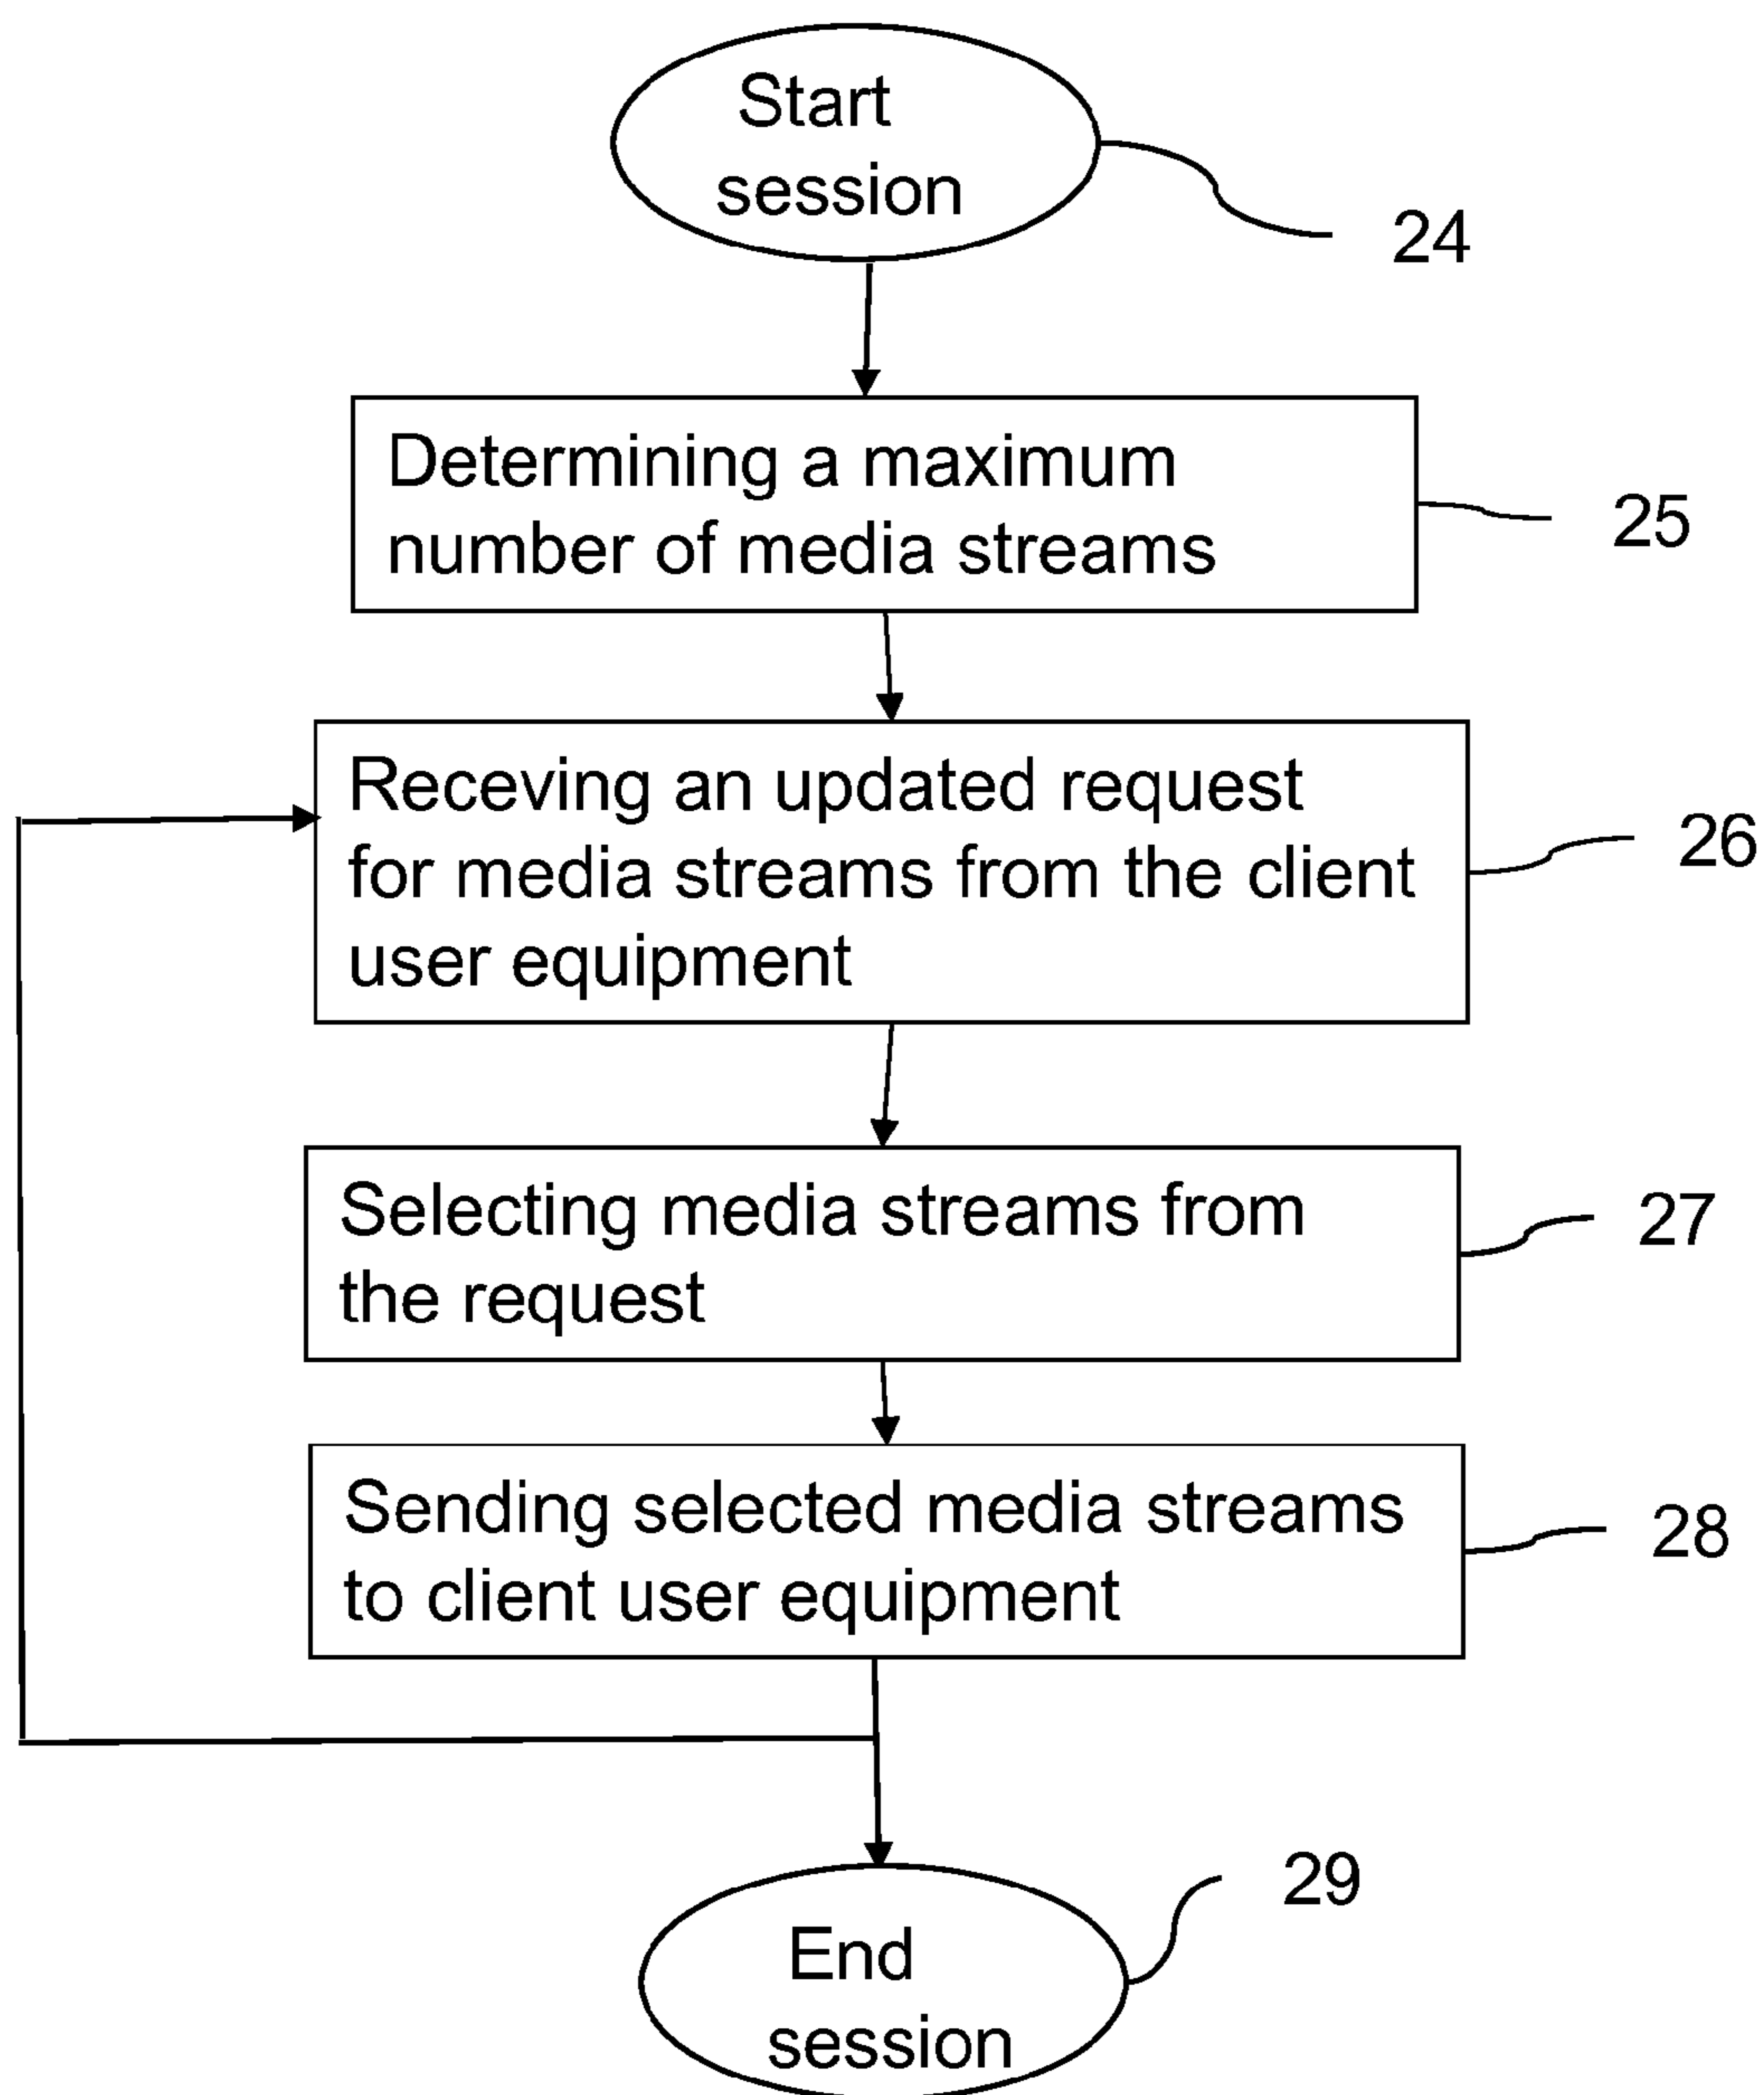 Start
session
24
Determining a maximum
number of media streams
25
Receving an updated request
for media streams from the client
user equipment
26
Selecting media streams from
the request
27
Sending selected media streams
to client user equipment
28
29
End
session